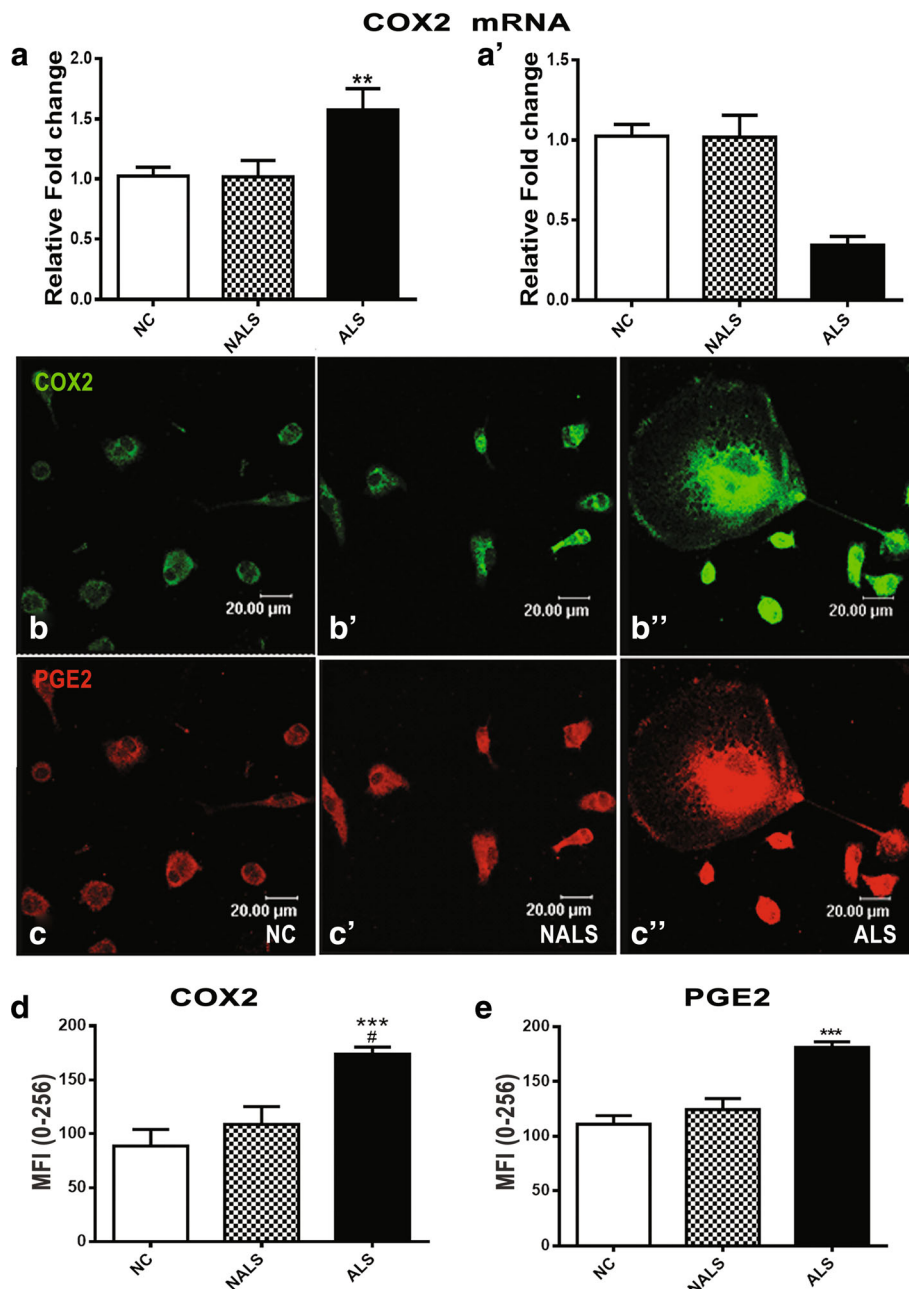 COX2 mRNA
a
Relative Fold change
2.0
1.5
1.0
0.5
0.0
**
NC
NALS
ALS
a'
Relative Fold change
1.0
0.5
0.0
NC
NALS
ALS
COX2
20.00 µm
b
20.00 µm
b'
20.00 µm
b''
PGE2
20.00 µm
c
NC
20.00 µm
c'
NALS
20.00 µm
c''
ALS
d
COX2
MFI (0-256)
200
150
100
50
0
***
#
NC
NALS
ALS
e
PGE2
MFI (0-256)
200
150
100
50
0
***
NC
NALS
ALS